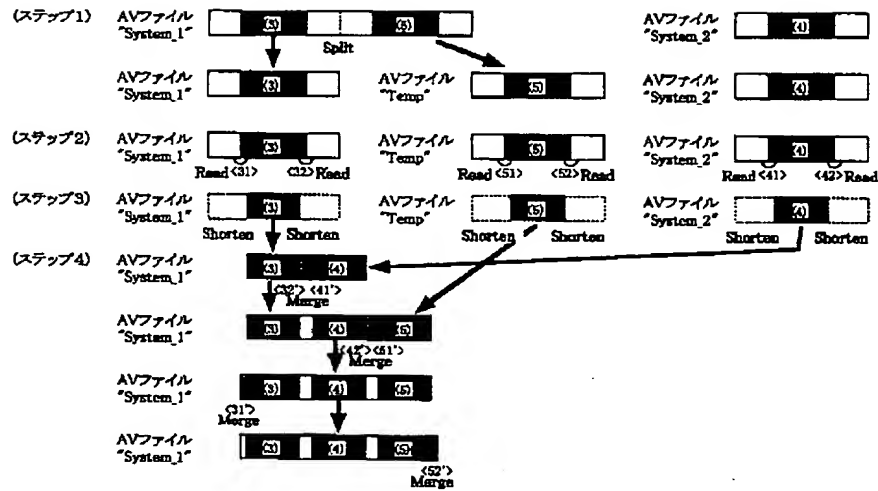 (ステップ1) AVファイル "System_1" (3) (5) AVファイル "System_2" (4)
Split
AVファイル "System_1" (3) AVファイル "Temp" (5) AVファイル "System_2" (4)
(ステップ2) AVファイル "System_1" (3) AVファイル "Temp" (5) AVファイル "System_2" (4)
Read <31> <32> Read Read <51> <52> Read Read <41> <42> Read
(ステップ3) AVファイル "System_1" (3) AVファイル "Temp" (5) AVファイル "System_2" (4)
Shorten Shorten Shorten Shorten Shorten Shorten
(ステップ4) AVファイル "System_1" (3) (4)
<32'> <41'>
Merge
AVファイル "System_1" (3) (4) (5)
<42'> <51'>
Merge
AVファイル "System_1" (3) (4) (5)
<31'>
Merge
AVファイル "System_1" (3) (4) (5)
<52'>
Merge